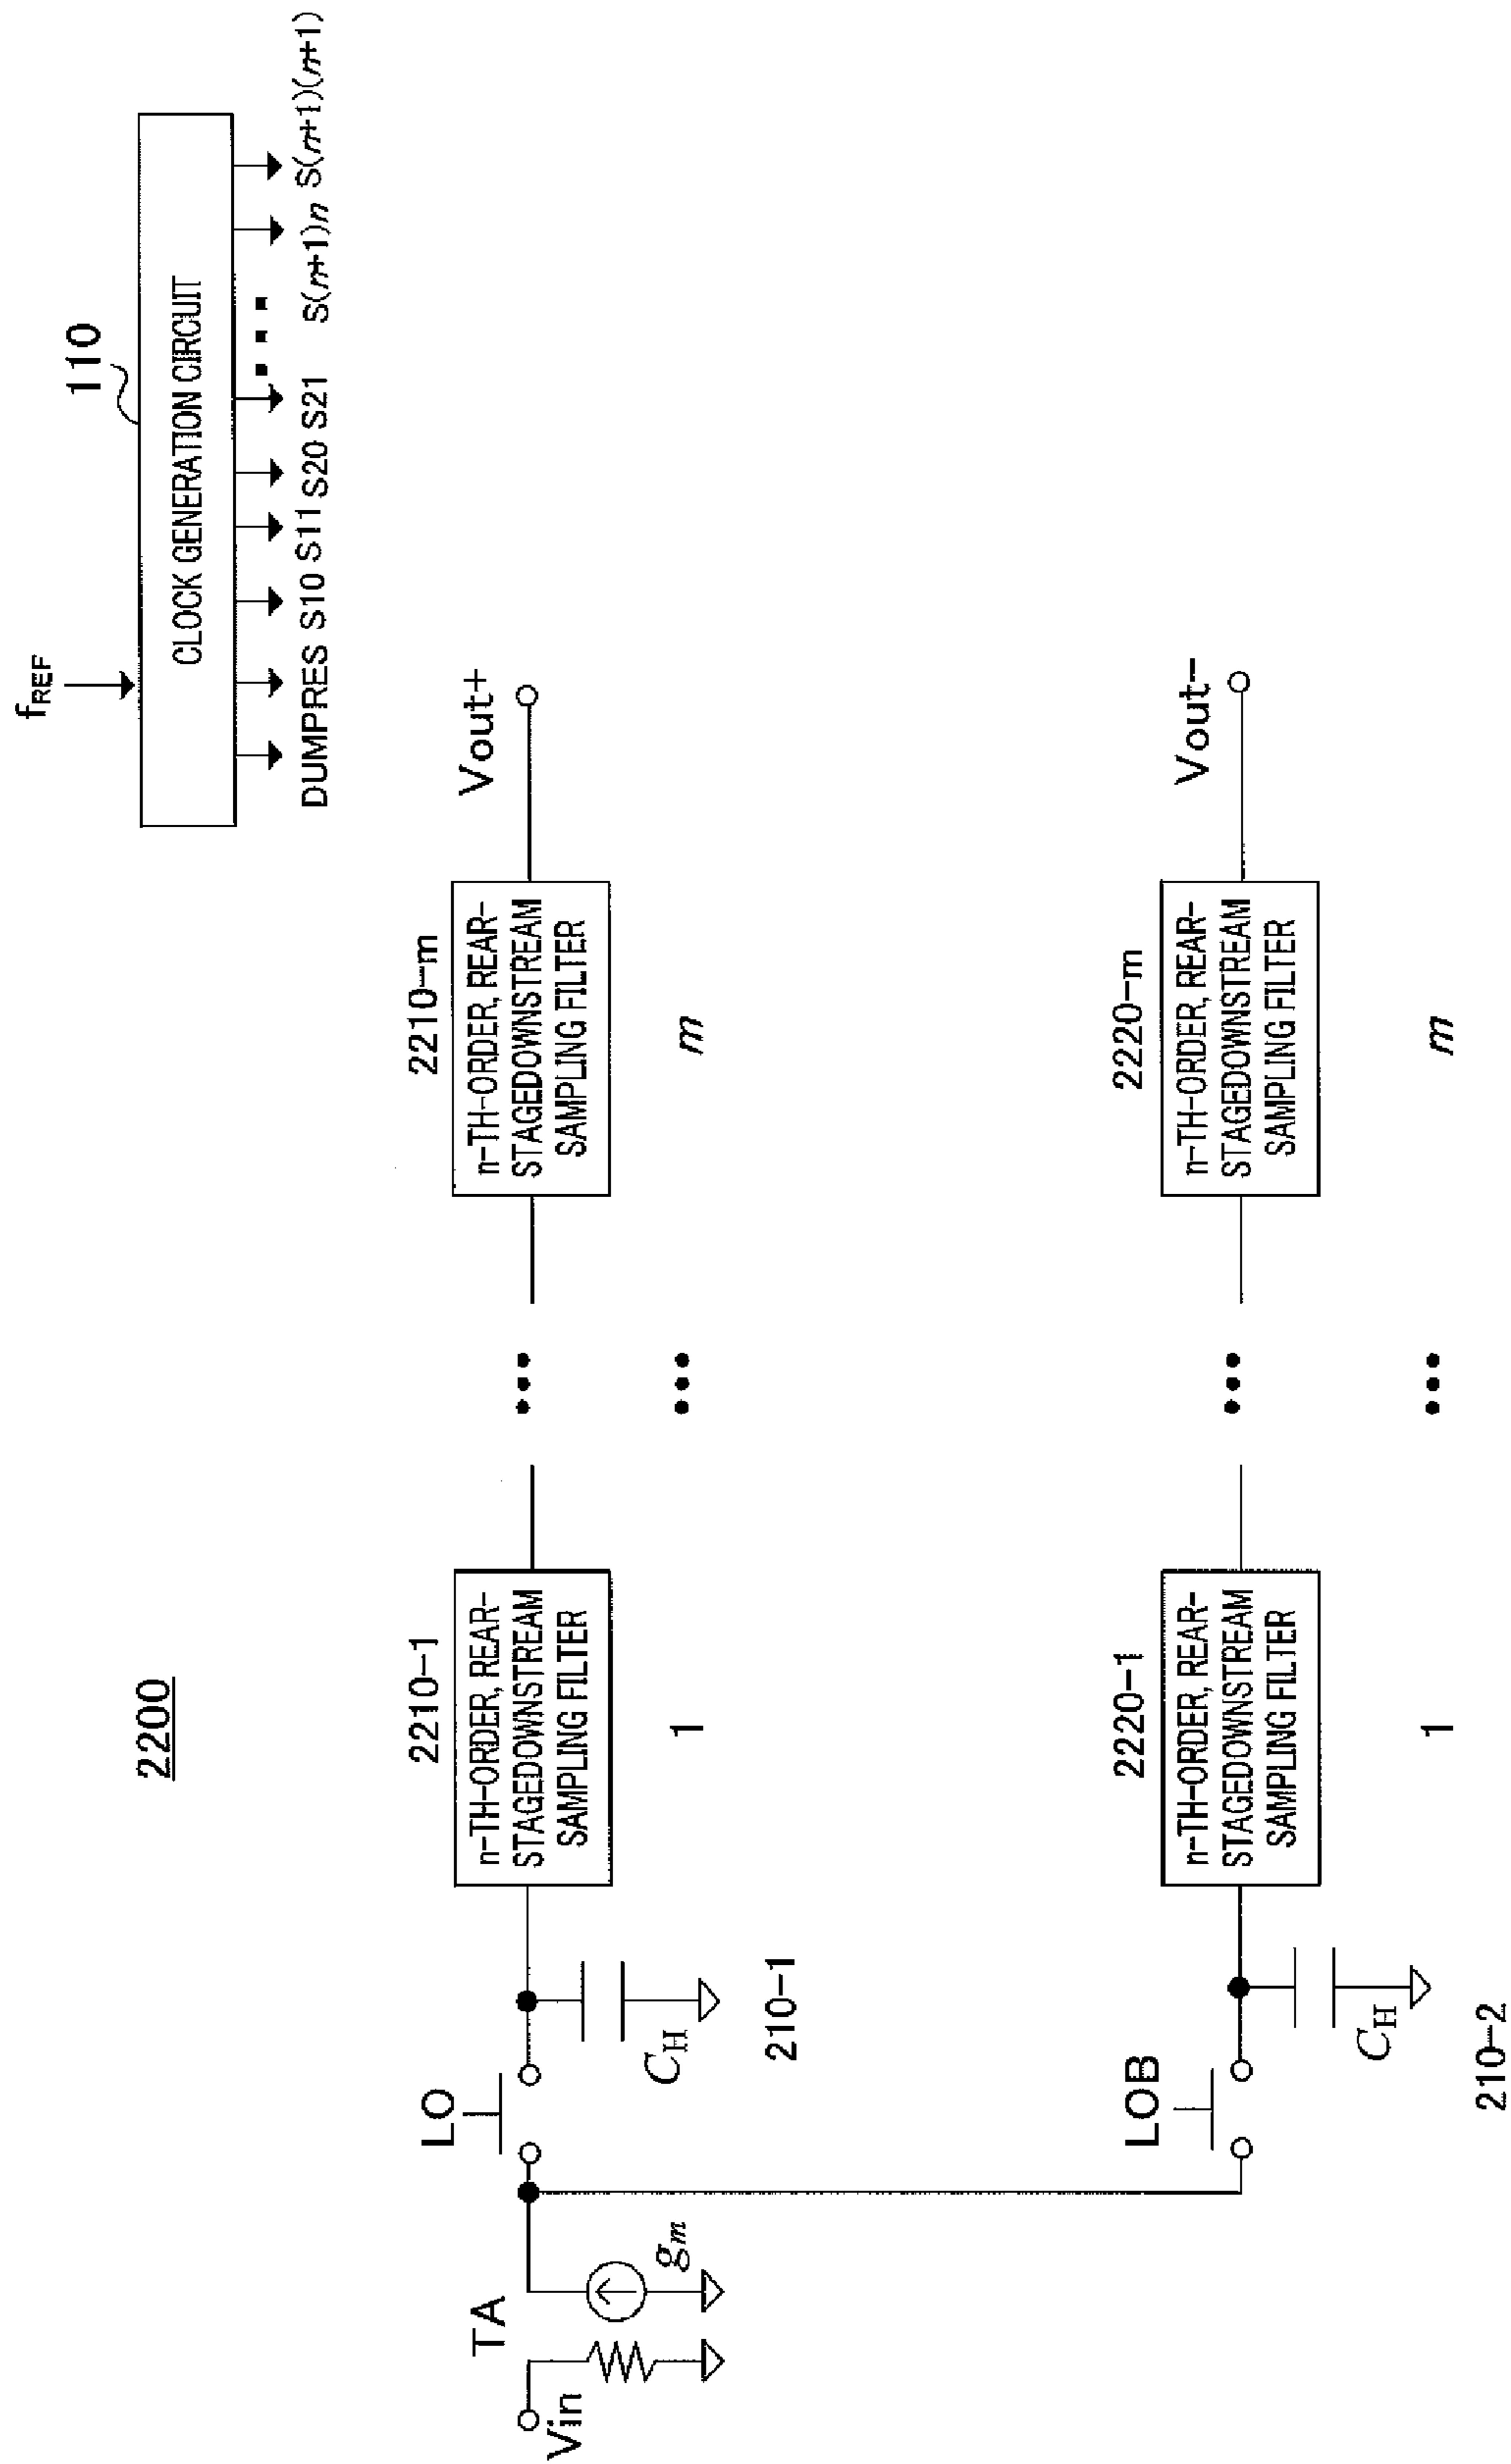 2200
fREF
110
CLOCK GENERATION CIRCUIT
DUMP RES S10 S11 S20 S21 S(n+1)n S(n+1)(n+1)
Vin
TA
gm
LO
CH
210-1
2210-1
n-TH-ORDER, REAR-
STAGEDOWNSTREAM
SAMPLING FILTER
1
•••
•••
2210-m
n-TH-ORDER, REAR-
STAGEDOWNSTREAM
SAMPLING FILTER
m
Vout+
LOB
CH
210-2
2220-1
n-TH-ORDER, REAR-
STAGEDOWNSTREAM
SAMPLING FILTER
1
•••
•••
2220-m
n-TH-ORDER, REAR-
STAGEDOWNSTREAM
SAMPLING FILTER
m
Vout−